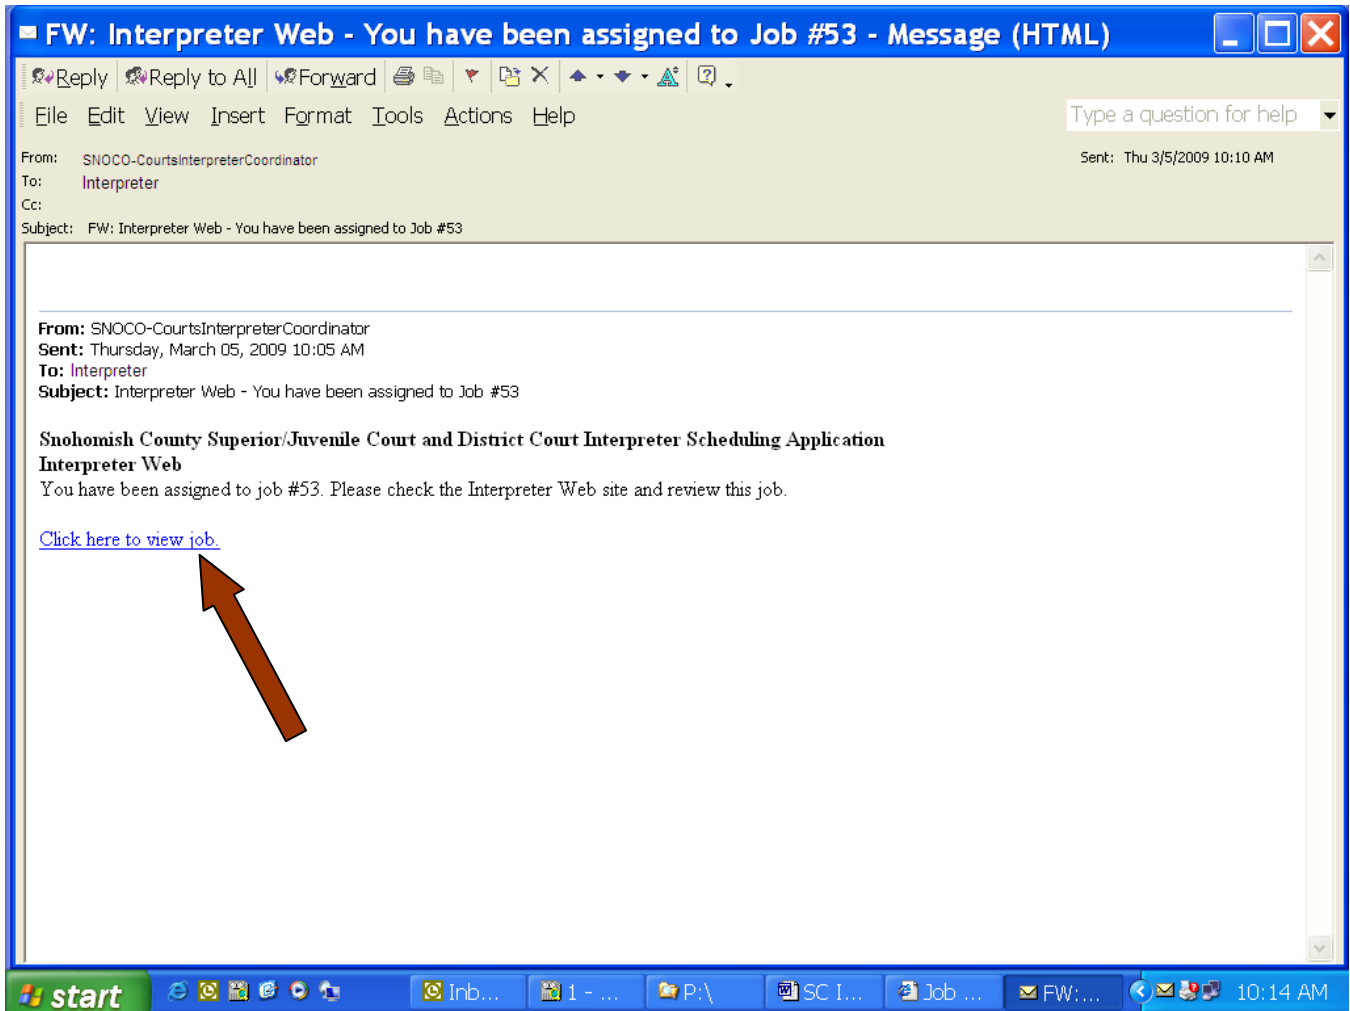 FW: Interpreter Web - You have been assigned to Job #53 - Message (HTML)
Reply Reply to All Forward
File Edit View Insert Format Tools Actions Help Type a question for help
From: SNOCO-CourtsInterpreterCoordinator Sent: Thu 3/5/2009 10:10 AM
To: Interpreter
Cc:
Subject: FW: Interpreter Web - You have been assigned to Job #53
From: SNOCO-CourtsInterpreterCoordinator
Sent: Thursday, March 05, 2009 10:05 AM
To: Interpreter
Subject: Interpreter Web - You have been assigned to Job #53
Snohomish County Superior/Juvenile Court and District Court Interpreter Scheduling Application
Interpreter Web
You have been assigned to job #53. Please check the Interpreter Web site and review this job.
Click here to view job.
start Inb... 1 - ... P:\ SC I... Job ... FW:... 10:14 AM